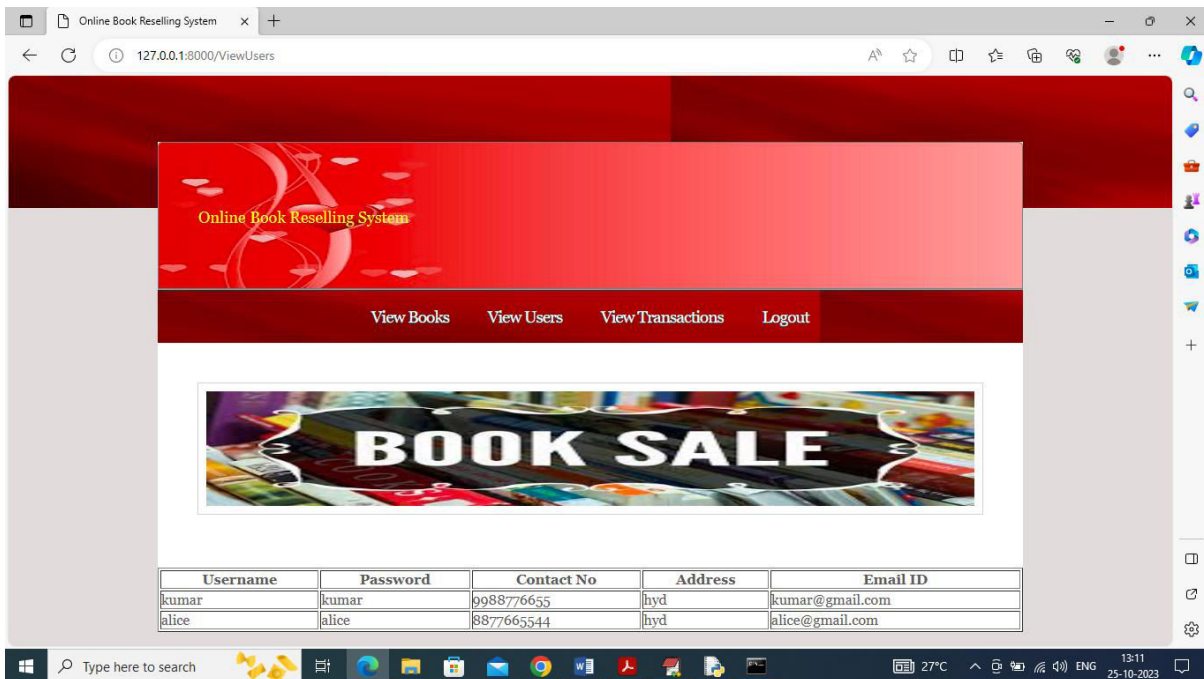 Online Book Reselling System
127.0.0.1:8000/ViewUsers
Online Book Reselling System
View Books View Users View Transactions Logout
BOOK SALE
Username Password Contact No Address Email ID
kumar kumar 9988776655 hyd kumar@gmail.com
alice alice 8877665544 hyd alice@gmail.com
Type here to search 27°C ENG 13:11
25-10-2023